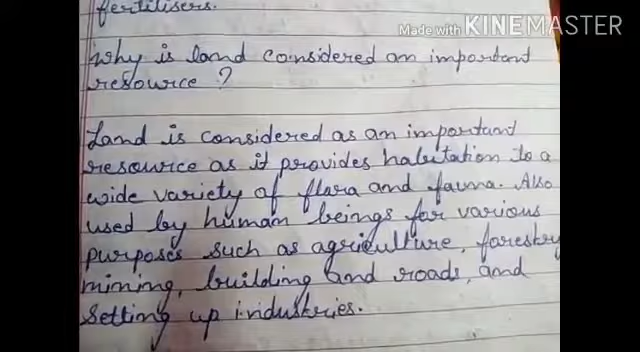 fertilisers.
Made with KINEMASTER
Why is land considered an important
resource ?
Land is considered as an important
resource as it provides habitation to a
wide variety of flora and fauna. Also
used by human beings for various
purposes such as agriculture, forestry
mining, building and roads, and
setting up industries.